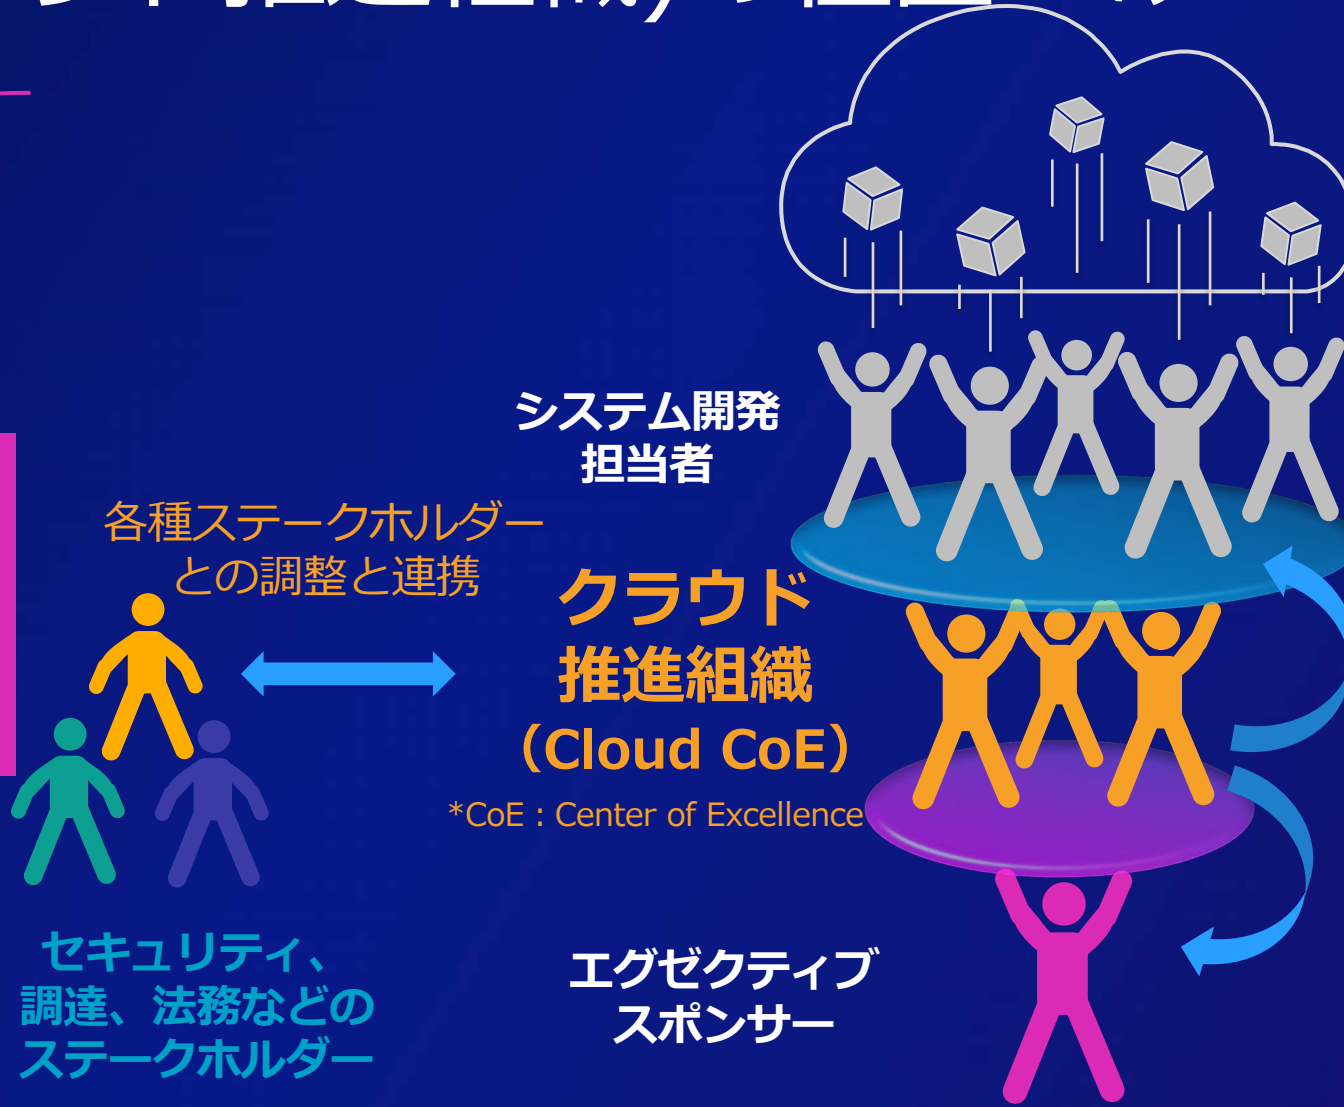 システム開発
担当者
各種ステークホルダー
との調整と連携
クラウド
推進組織
（Cloud CoE）
*CoE : Center of Excellence
セキュリティ、
調達、法務などの
ステークホルダー
エグゼクティブ
スポンサー